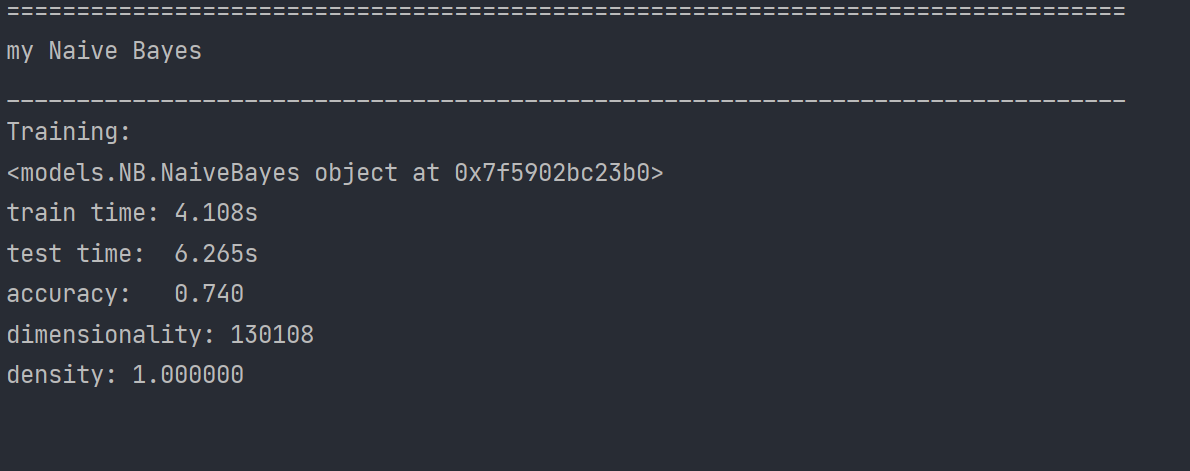 ================================================================================
my Naive Bayes
________________________________________________________________________________
Training:
<models.NB.NaiveBayes object at 0x7f5902bc23b0>
train time: 4.108s
test time:  6.265s
accuracy:   0.740
dimensionality: 130108
density: 1.000000